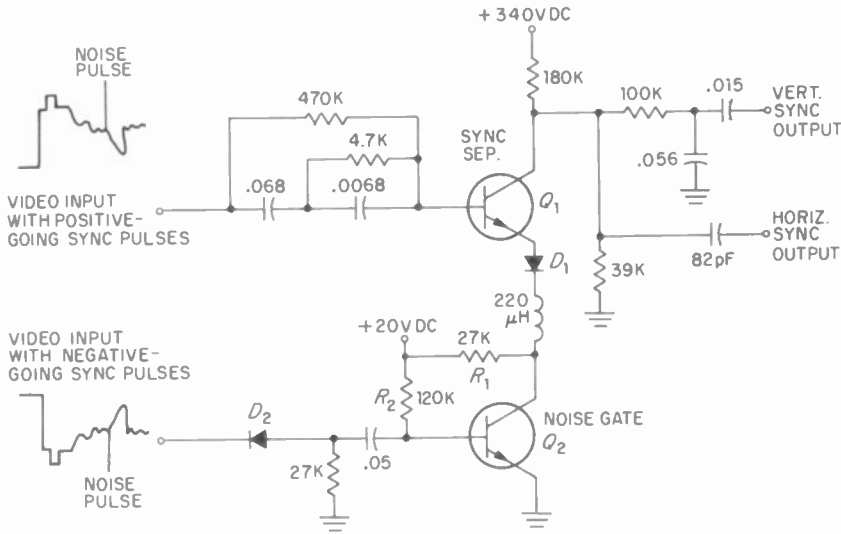 +340VDC
NOISE
PULSE
180K
470K
100K
.015
VERT.
SYNC
OUTPUT
4.7K
SYNC
SEP.
.056
.068
.0068
Q1
VIDEO INPUT
WITH POSITIVE-
GOING SYNC PULSES
HORIZ.
SYNC
OUTPUT
D1
39K
82pF
220
µH
+20VDC
27K
R1
VIDEO INPUT
WITH NEGATIVE-
GOING SYNC PULSES
R2
120K
D2
NOISE GATE
Q2
27K
.05
NOISE
PULSE